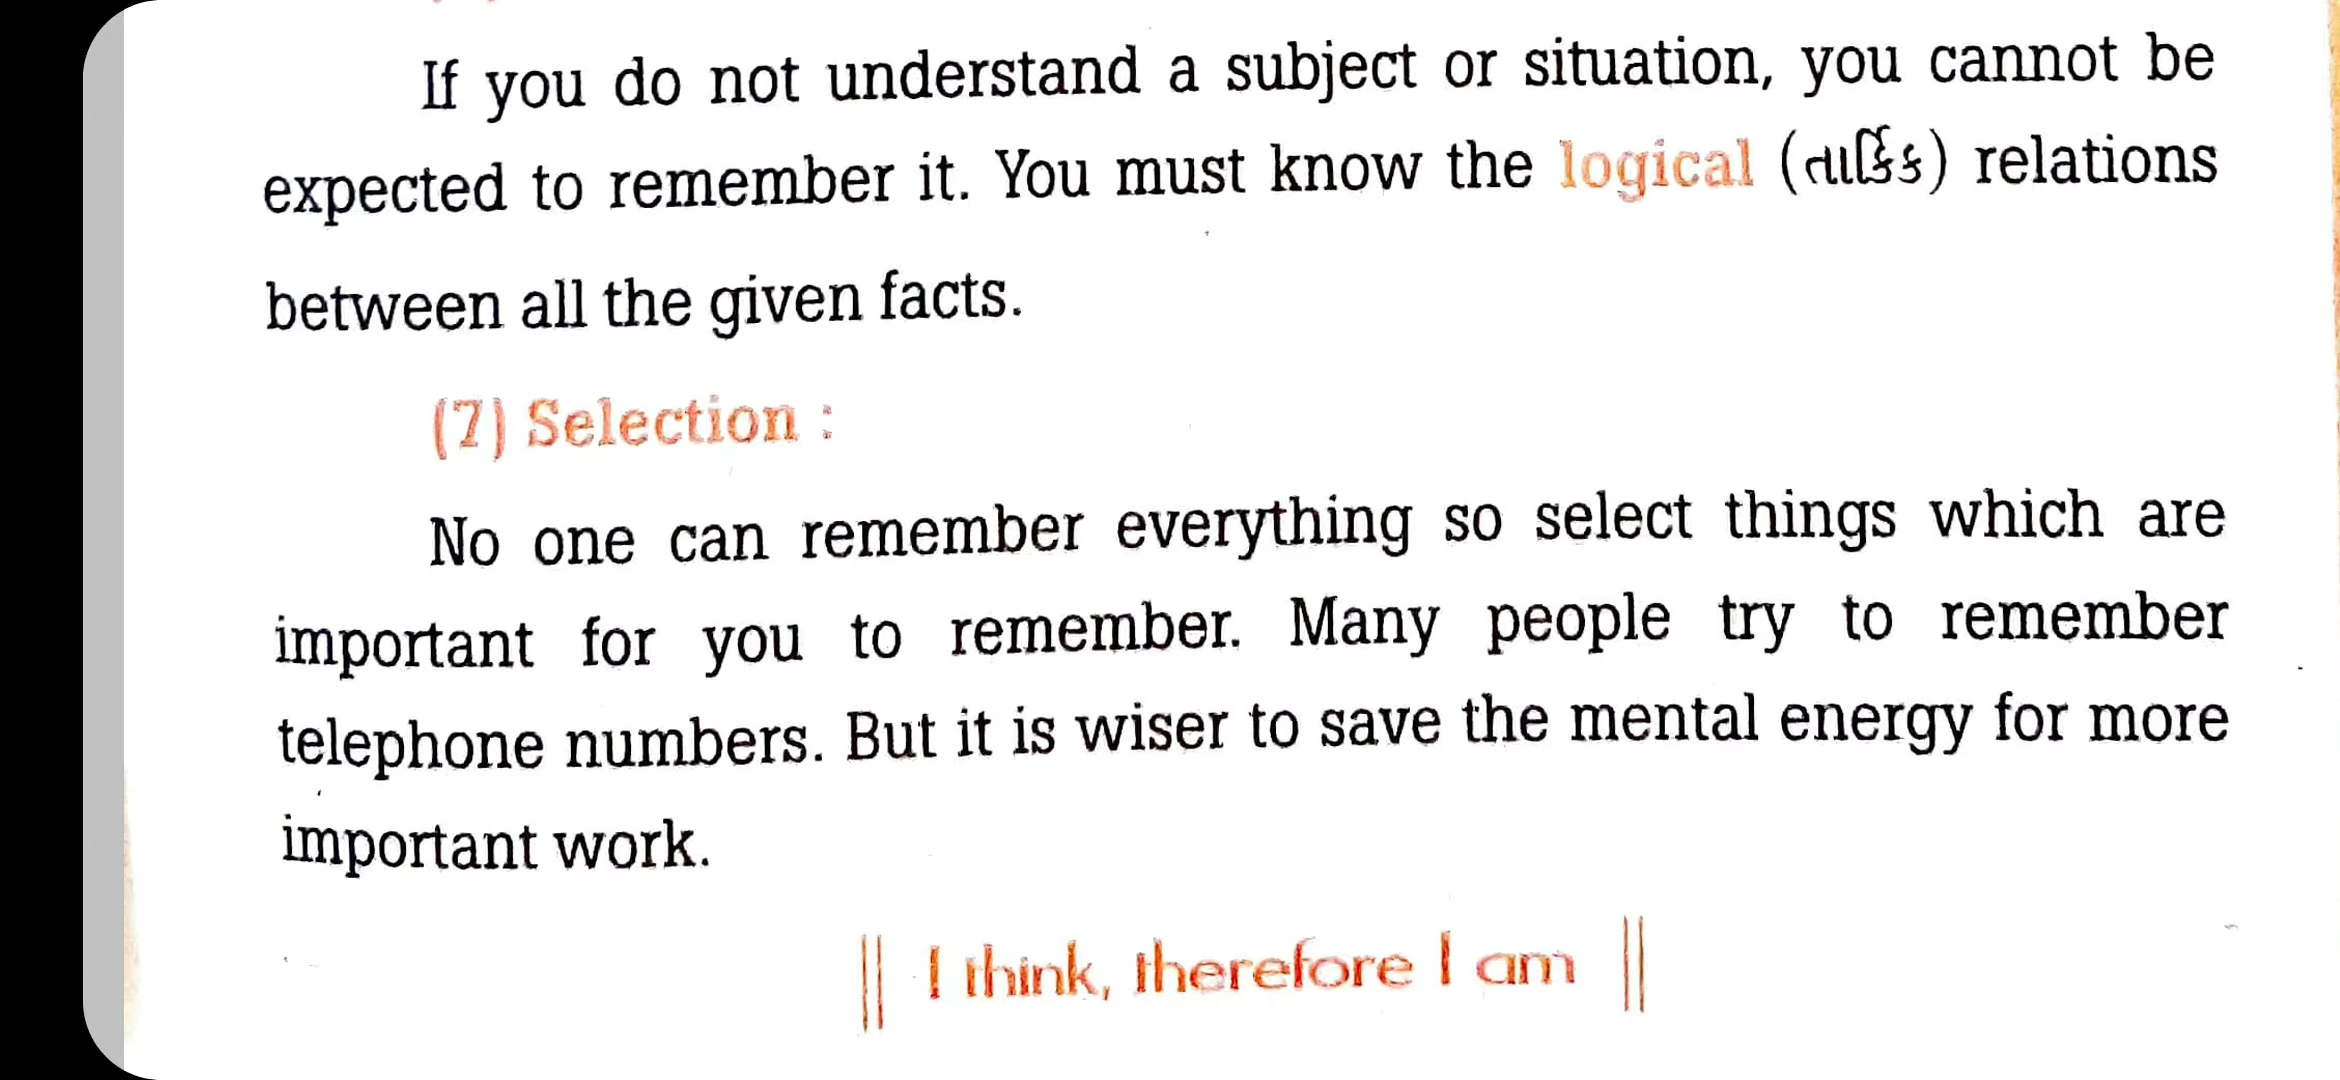 If you do not understand a subject or situation, you cannot be
expected to remember it. You must know the logical (તાર્કિક) relations
between all the given facts.
(7) Selection :
No one can remember everything so select things which are
important for you to remember. Many people try to remember
telephone numbers. But it is wiser to save the mental energy for more
important work.
|| I think, therefore I am ||